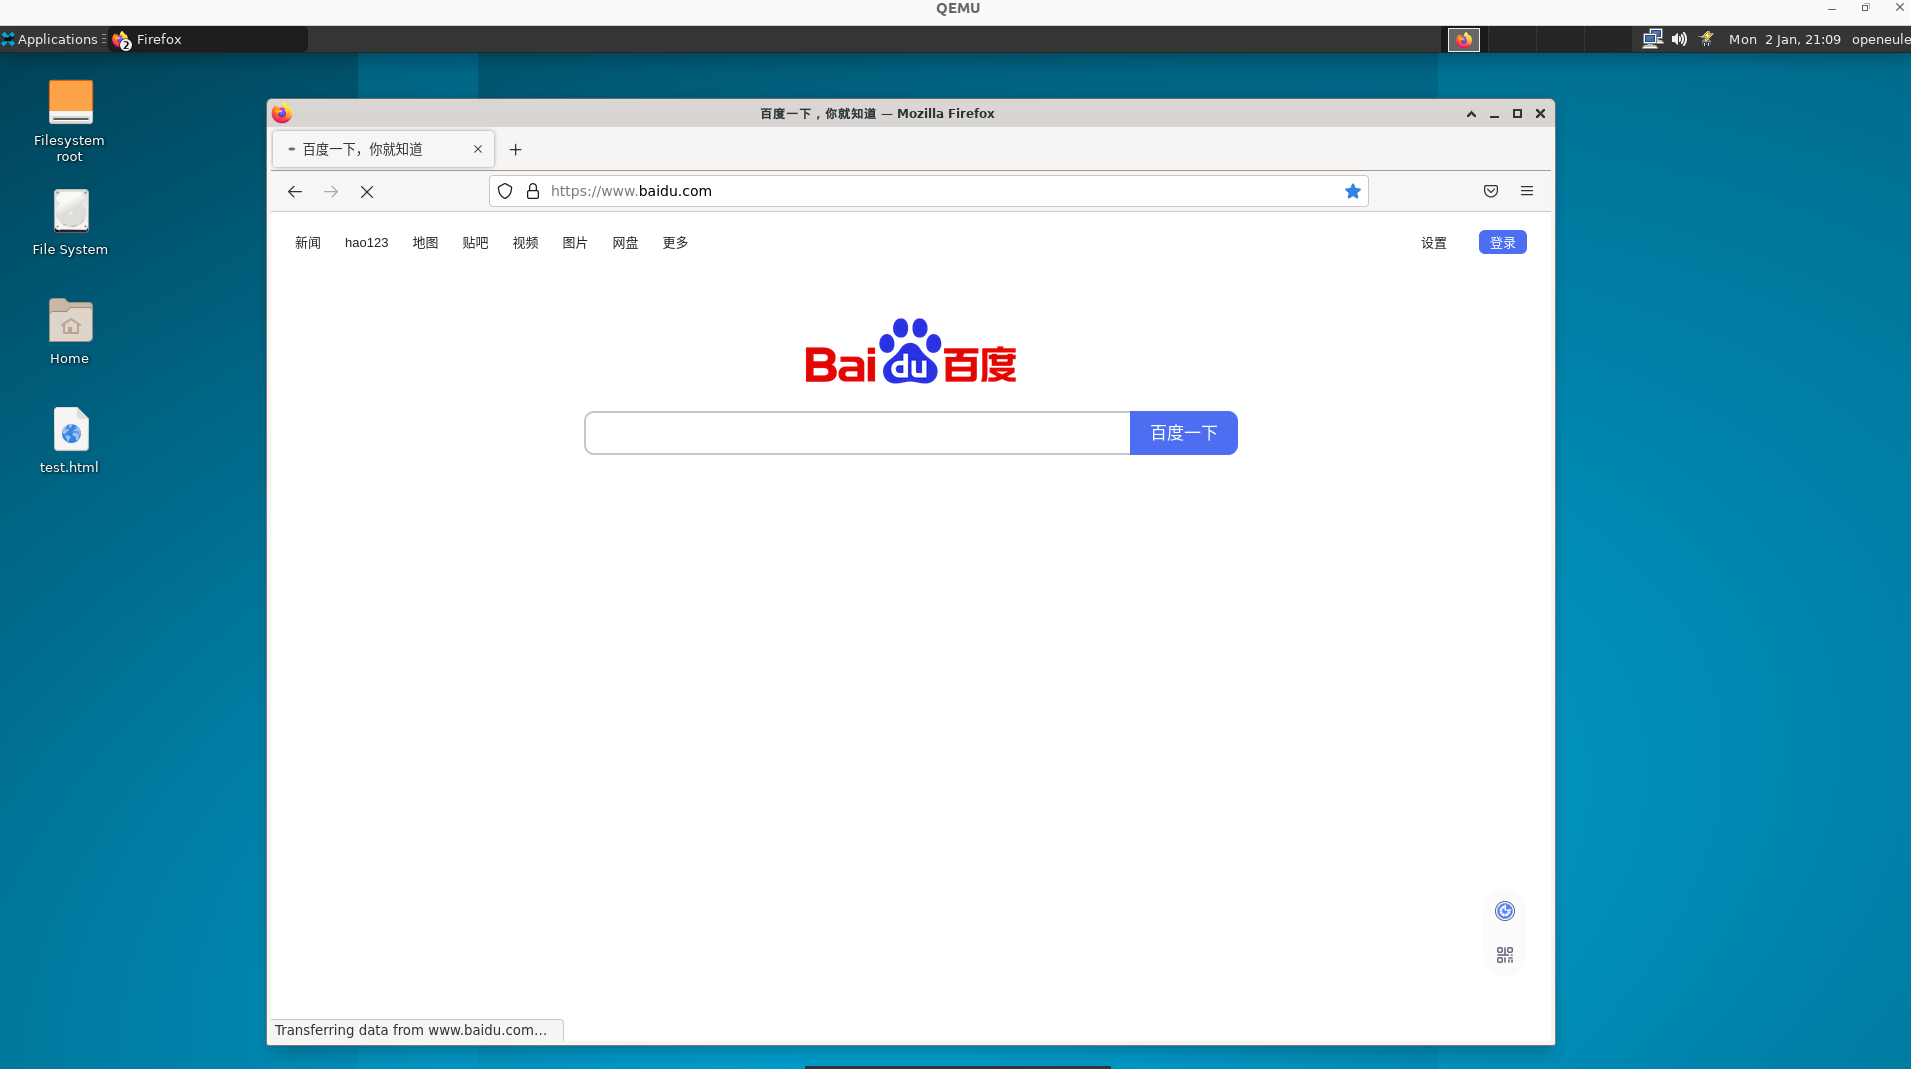 QEMU
Applications
2
Firefox
Mon 2 Jan, 21:09
openeule
Filesystem
root
File System
Home
test.html
百度一下，你就知道 — Mozilla Firefox
百度一下，你就知道
https://www.baidu.com
新闻
hao123
地图
贴吧
视频
图片
网盘
更多
设置
登录
Bai du 百度
百度一下
Transferring data from www.baidu.com…